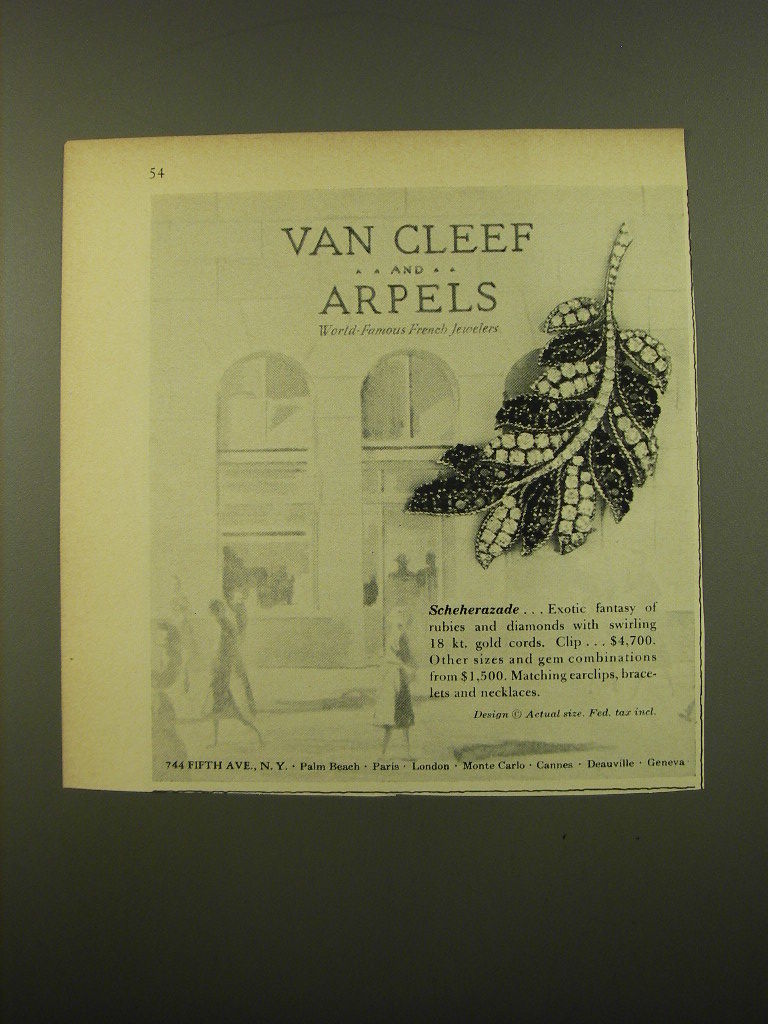 54
VAN CLEEF
AND
ARPELS
World-Famous French Jewelers
Scheherazade . . . Exotic fantasy of
rubies and diamonds with swirling
18 kt. gold cords. Clip . . . $4,700.
Other sizes and gem combinations
from $1,500. Matching earclips, brace-
lets and necklaces.
Design © Actual size. Fed. tax incl.
744 FIFTH AVE., N. Y. · Palm Beach · Paris · London · Monte Carlo · Cannes · Deauville · Geneva